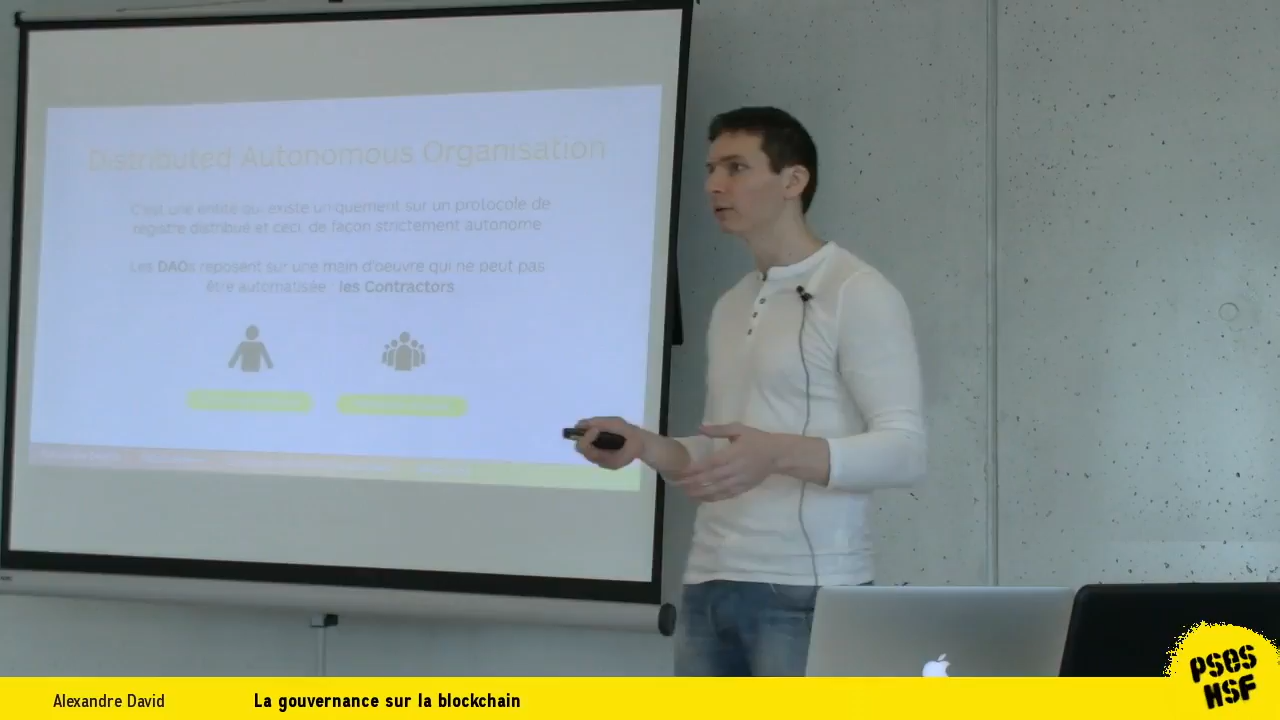 Distributed Autonomous Organisation
C'est une entité qui existe uniquement sur un protocole de
registre distribué et ceci, de façon strictement autonome
Les DAOs reposent sur une main d'oeuvre qui ne peut pas
être automatisée : les Contractors
PSES
HSF
Alexandre David
La gouvernance sur la blockchain